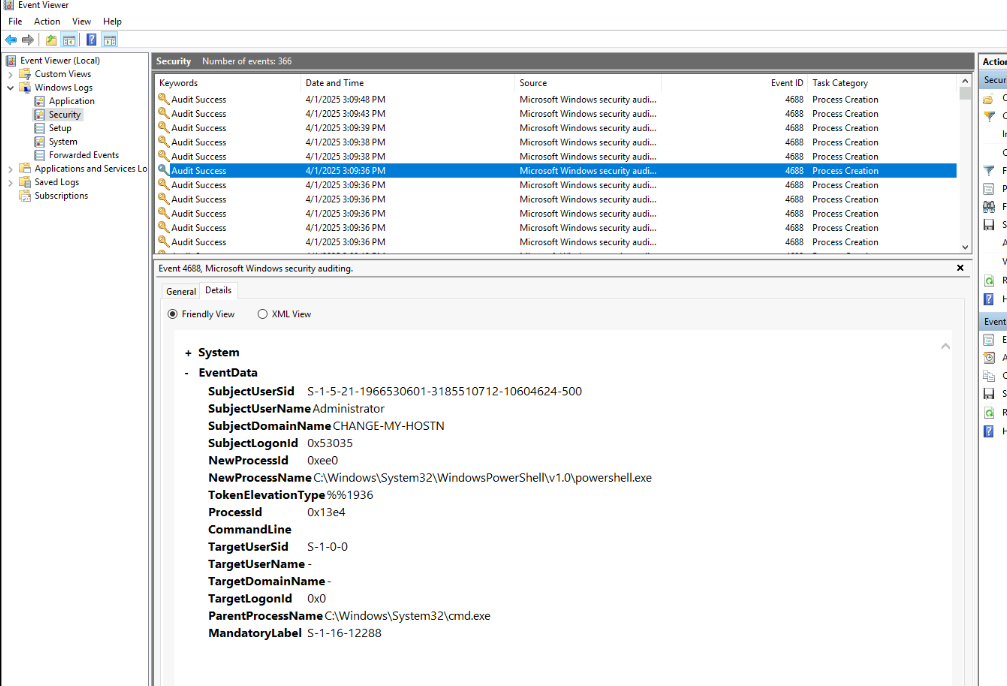 Event Viewer
File Action View Help
Event Viewer (Local)
Custom Views
Windows Logs
Application
Security
Setup
System
Forwarded Events
Applications and Services Lo
Saved Logs
Subscriptions
Security Number of events: 366
Keywords Date and Time Source Event ID Task Category
Audit Success 4/1/2025 3:09:48 PM Microsoft Windows security audi... 4688 Process Creation
Audit Success 4/1/2025 3:09:43 PM Microsoft Windows security audi... 4688 Process Creation
Audit Success 4/1/2025 3:09:39 PM Microsoft Windows security audi... 4688 Process Creation
Audit Success 4/1/2025 3:09:38 PM Microsoft Windows security audi... 4688 Process Creation
Audit Success 4/1/2025 3:09:38 PM Microsoft Windows security audi... 4688 Process Creation
Audit Success 4/1/2025 3:09:36 PM Microsoft Windows security audi... 4688 Process Creation
Audit Success 4/1/2025 3:09:36 PM Microsoft Windows security audi... 4688 Process Creation
Audit Success 4/1/2025 3:09:36 PM Microsoft Windows security audi... 4688 Process Creation
Audit Success 4/1/2025 3:09:36 PM Microsoft Windows security audi... 4688 Process Creation
Audit Success 4/1/2025 3:09:36 PM Microsoft Windows security audi... 4688 Process Creation
Audit Success 4/1/2025 3:09:36 PM Microsoft Windows security audi... 4688 Process Creation
Event 4688, Microsoft Windows security auditing.
General Details
Friendly View XML View
+ System
- EventData
SubjectUserSid S-1-5-21-1966530601-3185510712-10604624-500
SubjectUserName Administrator
SubjectDomainName CHANGE-MY-HOSTN
SubjectLogonId 0x53035
NewProcessId 0xee0
NewProcessName C:\Windows\System32\WindowsPowerShell\v1.0\powershell.exe
TokenElevationType %%1936
ProcessId 0x13e4
CommandLine
TargetUserSid S-1-0-0
TargetUserName -
TargetDomainName -
TargetLogonId 0x0
ParentProcessName C:\Windows\System32\cmd.exe
MandatoryLabel S-1-16-12288
Actio
Secur
Event